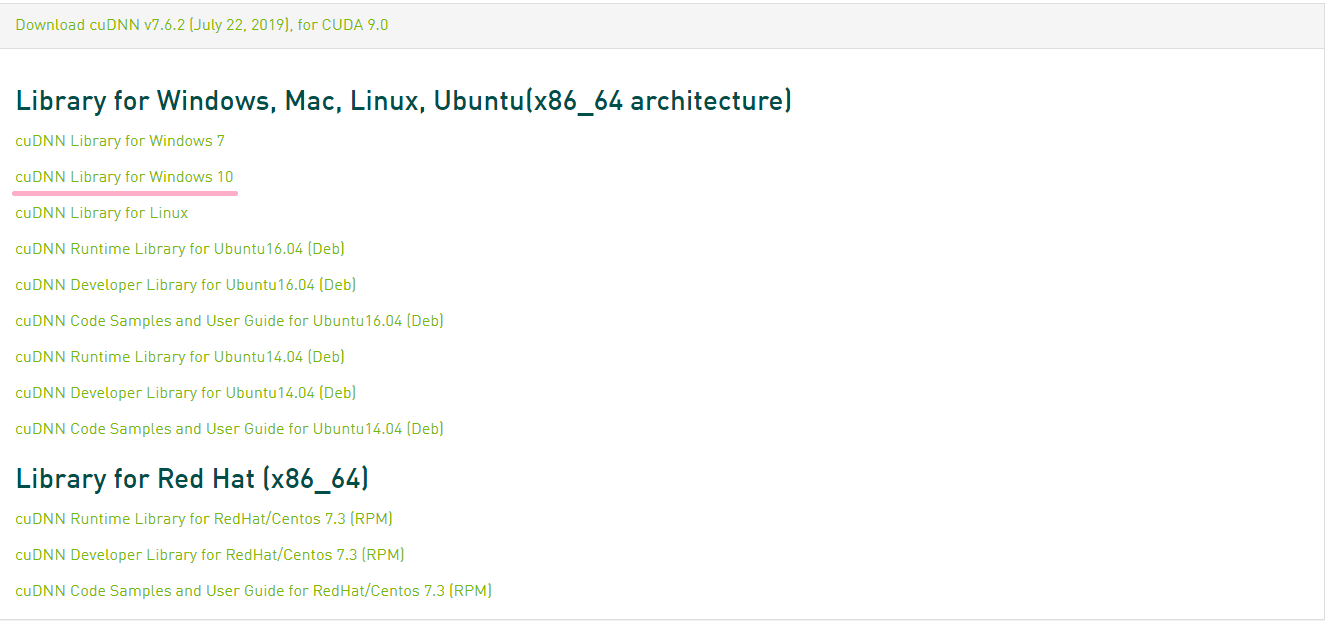 Download cuDNN v7.6.2 (July 22, 2019), for CUDA 9.0
Library for Windows, Mac, Linux, Ubuntu(x86_64 architecture)
cuDNN Library for Windows 7
cuDNN Library for Windows 10
cuDNN Library for Linux
cuDNN Runtime Library for Ubuntu16.04 (Deb)
cuDNN Developer Library for Ubuntu16.04 (Deb)
cuDNN Code Samples and User Guide for Ubuntu16.04 (Deb)
cuDNN Runtime Library for Ubuntu14.04 (Deb)
cuDNN Developer Library for Ubuntu14.04 (Deb)
cuDNN Code Samples and User Guide for Ubuntu14.04 (Deb)
Library for Red Hat (x86_64)
cuDNN Runtime Library for RedHat/Centos 7.3 (RPM)
cuDNN Developer Library for RedHat/Centos 7.3 (RPM)
cuDNN Code Samples and User Guide for RedHat/Centos 7.3 (RPM)